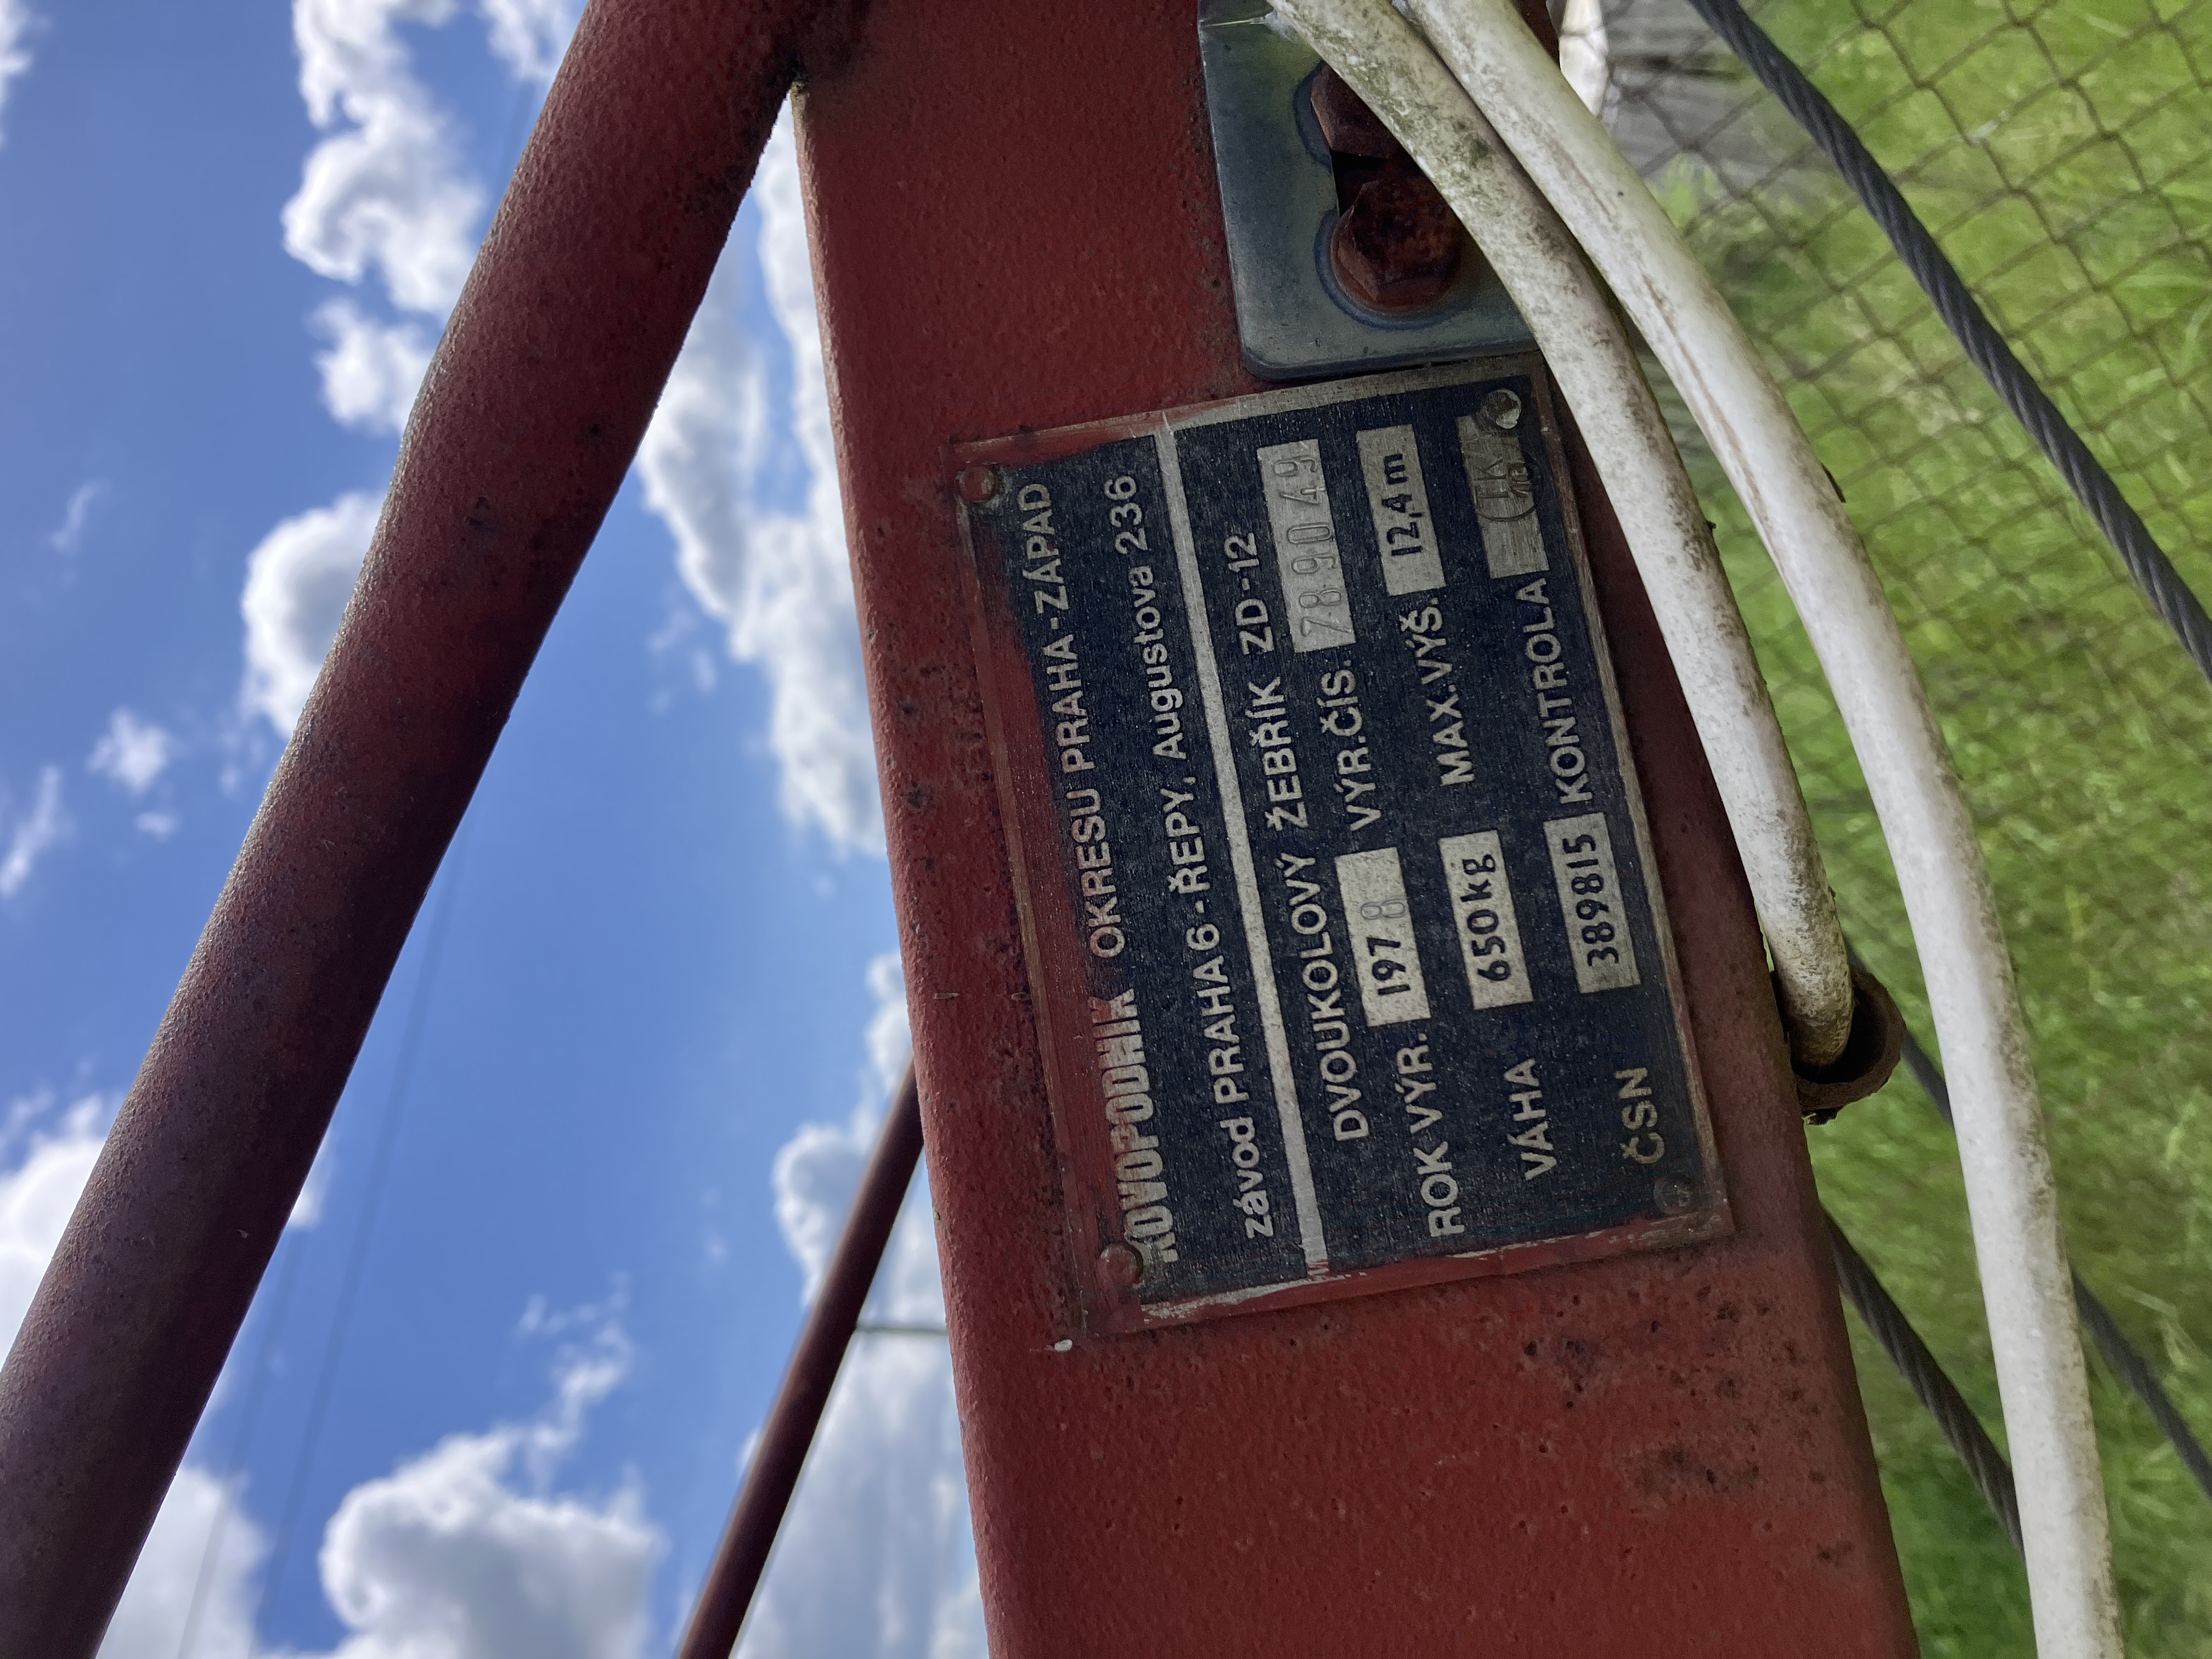 KOVOPODNIK OKRESU PRAHA - ZÁPAD
závod PRAHA 6 - ŘEPY, Augustova 236
DVOUKOLOVÝ ŽEBŘÍK ZD-12
ROK VÝR. 1978 VÝR.ČÍS. 789049
VÁHA 650kg MAX.VÝŠ. 12,4m
ČSN 389815 KONTROLA